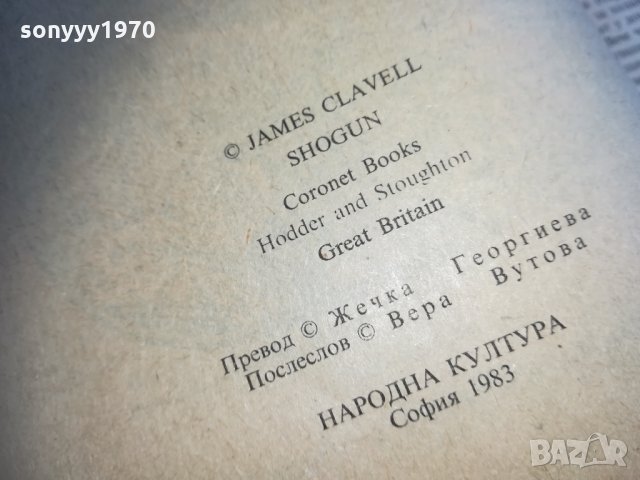 sonyyy1970
© JAMES CLAVELL
SHOGUN
Coronet Books
Hodder and Stoughton
Great Britain
Превод © Жечка Георгиева
Послеслов © Вера Вутова
НАРОДНА КУЛТУРА
София 1983
BAZAR